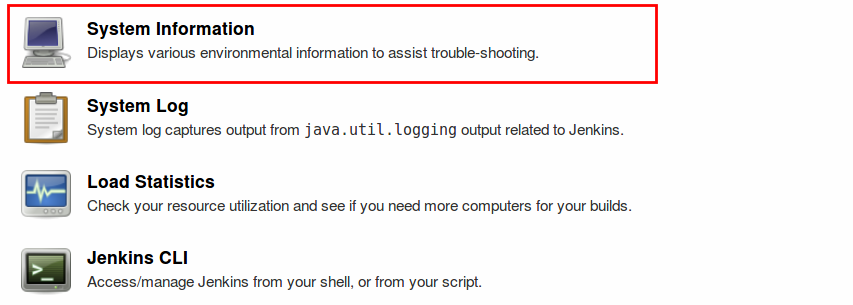 System Information
Displays various environmental information to assist trouble-shooting.
System Log
System log captures output from java.util.logging output related to Jenkins.
Load Statistics
Check your resource utilization and see if you need more computers for your builds.
Jenkins CLI
Access/manage Jenkins from your shell, or from your script.